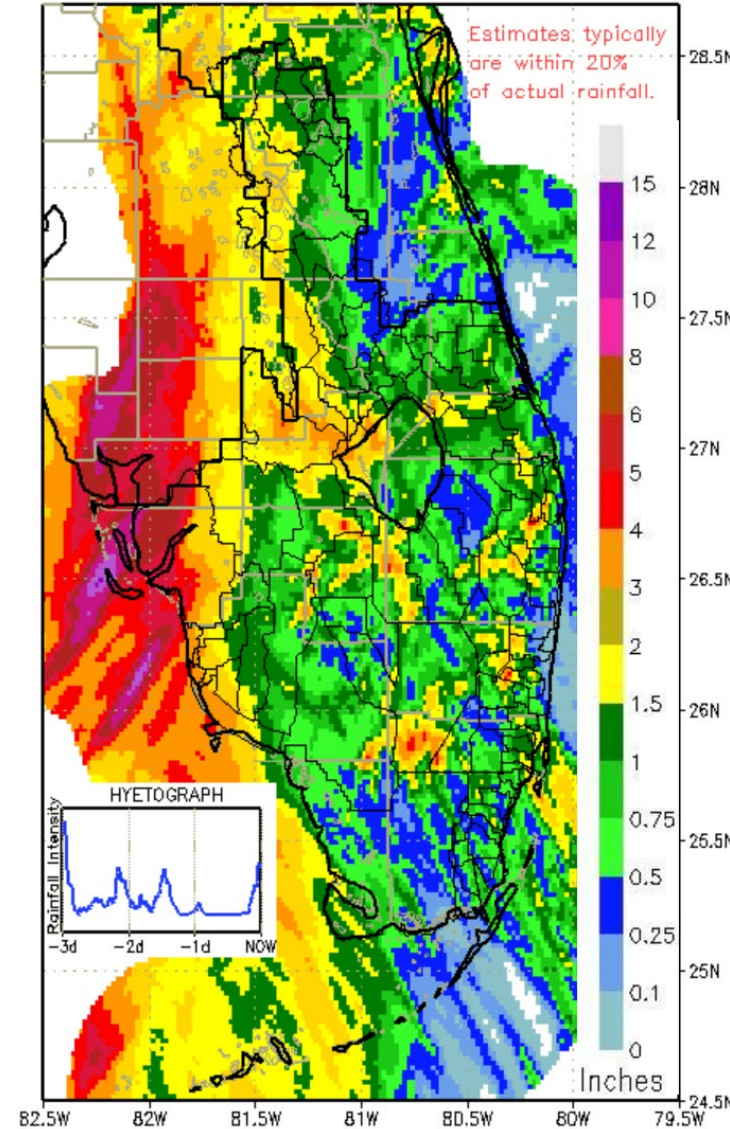 Estimates typically
are within 20%
of actual rainfall.
28.5N
28N
27.5N
27N
26.5N
26N
25.5N
25N
24.5N
15
12
10
8
6
5
4
3
2
1.5
1
0.75
0.5
0.25
0.1
0
Inches
HYETOGRAPH
Rainfall Intensity
-3d -2d -1d NOW
82.5W 82W 81.5W 81W 80.5W 80W 79.5W